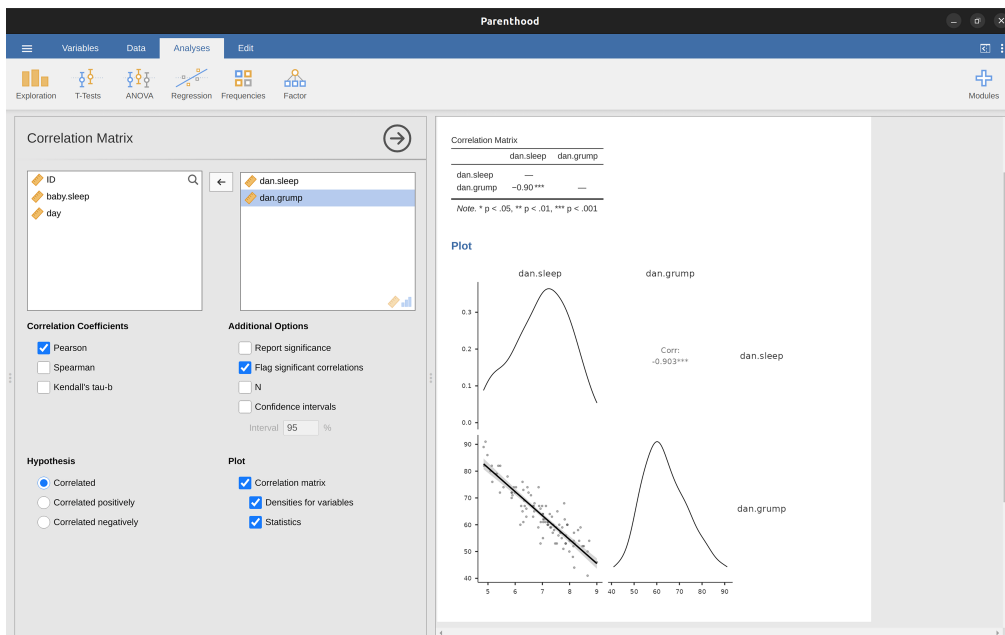 Parenthood
Variables Data Analyses Edit
Exploration T-Tests ANOVA Regression Frequencies Factor Modules
Correlation Matrix
ID
baby.sleep
day
dan.sleep
dan.grump
Correlation Coefficients
Pearson
Spearman
Kendall's tau-b
Additional Options
Report significance
Flag significant correlations
N
Confidence intervals
Interval 95 %
Hypothesis
Correlated
Correlated positively
Correlated negatively
Plot
Correlation matrix
Densities for variables
Statistics
Correlation Matrix
dan.sleep dan.grump
dan.sleep —
dan.grump −0.90 *** —
Note. * p < .05, ** p < .01, *** p < .001
Plot
dan.sleep dan.grump
0.3
0.2
0.1
0.0
Corr:
-0.903***
dan.sleep
90
80
70
60
50
40
dan.grump
5 6 7 8 9 40 50 60 70 80 90